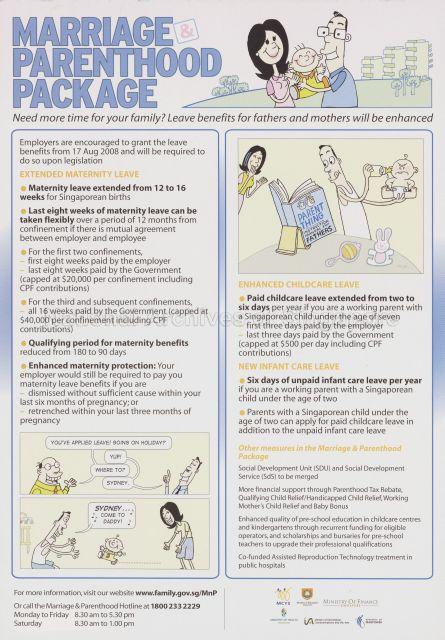 MARRIAGE &
PARENTHOOD
PACKAGE
Need more time for your family? Leave benefits for fathers and mothers will be enhanced
Employers are encouraged to grant the leave
benefits from 17 Aug 2008 and will be required to
do so upon legislation
EXTENDED MATERNITY LEAVE
● Maternity leave extended from 12 to 16
weeks for Singaporean births
● Last eight weeks of maternity leave can be
taken flexibly over a period of 12 months from
confinement if there is mutual agreement
between employer and employee
● For the first two confinements,
– first eight weeks paid by the employer
– last eight weeks paid by the Government
(capped at $20,000 per confinement including
CPF contributions)
● For the third and subsequent confinements,
– all 16 weeks paid by the Government (capped at
$40,000 per confinement including CPF
contributions)
● Qualifying period for maternity benefits
reduced from 180 to 90 days
● Enhanced maternity protection: Your
employer would still be required to pay you
maternity leave benefits if you are
– dismissed without sufficient cause within your
last six months of pregnancy; or
– retrenched within your last three months of
pregnancy
YOU'VE APPLIED LEAVE! GOING ON HOLIDAY?
YUP!
WHERE TO?
SYDNEY.
SYDNEY....
COME TO
DADDY!
For more information, visit our website www.family.gov.sg/MnP
Or call the Marriage & Parenthood Hotline at 1800 233 2229
Monday to Friday 8.30 am to 5.30 pm
Saturday 8.30 am to 1.00 pm
PARENT
THING
FATHERS
ENHANCED CHILDCARE LEAVE
● Paid childcare leave extended from two to
six days per year if you are a working parent with
a Singaporean child under the age of seven
– first three days paid by the employer
– last three days paid by the Government
(capped at $500 per day including CPF
contributions)
NEW INFANT CARE LEAVE
● Six days of unpaid infant care leave per year
if you are a working parent with a Singaporean
child under the age of two
● Parents with a Singaporean child under the
age of two can apply for paid childcare leave in
addition to the unpaid infant care leave
Other measures in the Marriage & Parenthood
Package
Social Development Unit (SDU) and Social Development
Service (SdS) to be merged
More financial support through Parenthood Tax Rebate,
Qualifying Child Relief/Handicapped Child Relief, Working
Mother's Child Relief and Baby Bonus
Enhanced quality of pre-school education in childcare centres
and kindergartens through recurrent funding for eligible
operators, and scholarships and bursaries for pre-school
teachers to upgrade their professional qualifications
Co-funded Assisted Reproduction Technology treatment in
public hospitals
MCYS
MINISTRY OF FINANCE